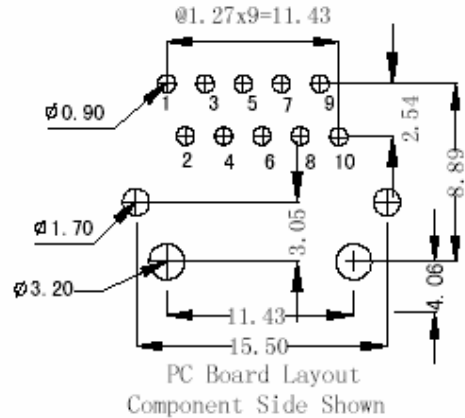 @1.27x9=11.43
1 3 5 7 9
ø0.90
2.54
2 4 6 8 10
8.89
ø1.70
3.05
ø3.20
4.06
11.43
15.50
PC Board Layout
Component Side Shown